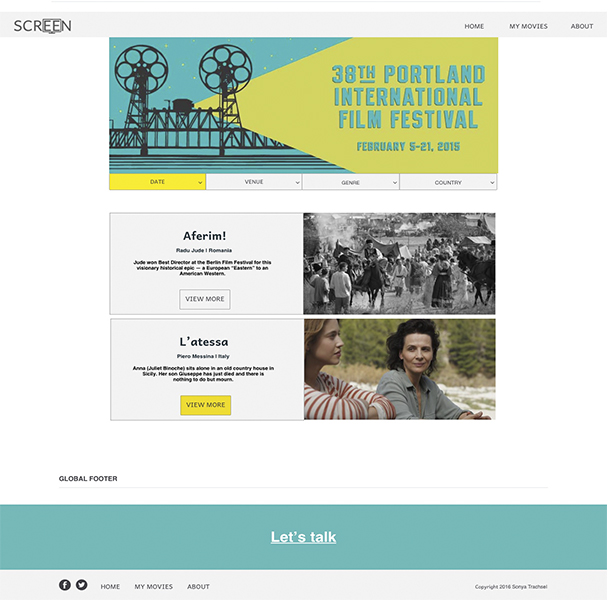 SCREEN
HOME MY MOVIES ABOUT
38TH PORTLAND
INTERNATIONAL
FILM FESTIVAL
FEBRUARY 5-21, 2015
DATE VENUE GENRE COUNTRY
Aferim!
Radu Jude | Romania
Jude won Best Director at the Berlin Film Festival for this
visionary historical epic — a European "Eastern" to an
American Western.
VIEW MORE
L'atessa
Piero Messina | Italy
Anna (Juliet Binoche) sits alone in an old country house in
Sicily. Her son Giuseppe has just died and there is
nothing to do but mourn.
VIEW MORE
GLOBAL FOOTER
Let's talk
HOME MY MOVIES ABOUT
Copyright 2016 Sonya Trachsel